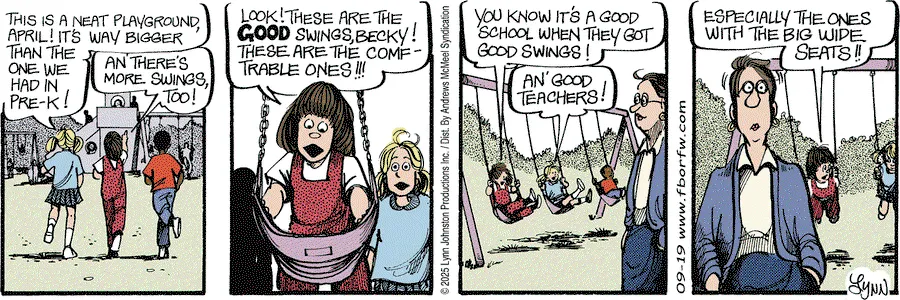 THIS IS A NEAT PLAYGROUND,
APRIL! IT'S WAY BIGGER
THAN THE
ONE WE
HAD IN
PRE-K!
AN' THERE'S
MORE SWINGS,
TOO!
LOOK! THESE ARE THE
GOOD SWINGS, BECKY!
THESE ARE THE COMF-
TRABLE ONES!!!
© 2025 Lynn Johnston Productions Inc. / Dist. By Andrews McMeel Syndication
YOU KNOW IT'S A GOOD
SCHOOL WHEN THEY GOT
GOOD SWINGS!
AN' GOOD
TEACHERS!
09-19 www.fborfw.com
ESPECIALLY THE ONES
WITH THE BIG WIDE
SEATS!!
LYNN